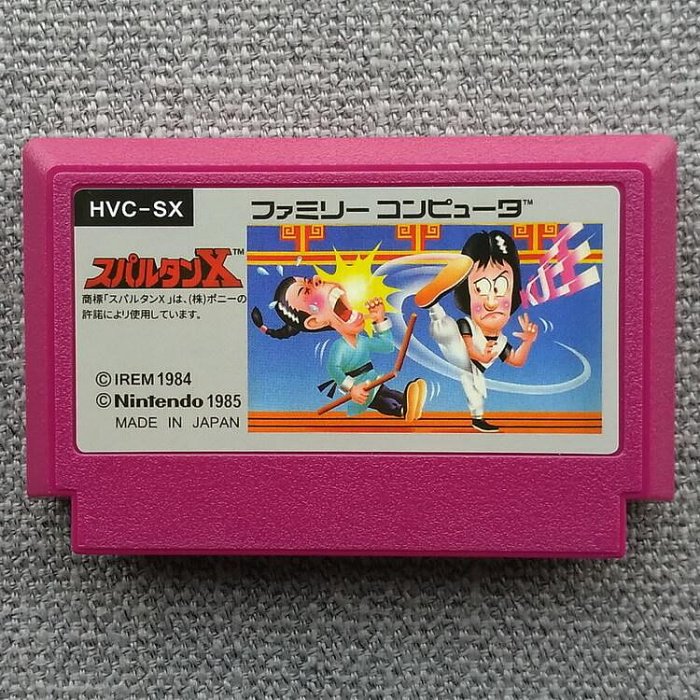 HVC-SX
ファミリーコンピュータ™
スパルタンX™
商標「スパルタンX」は、(株)ポニーの
許諾により使用しています。
©IREM 1984
©Nintendo 1985
MADE IN JAPAN